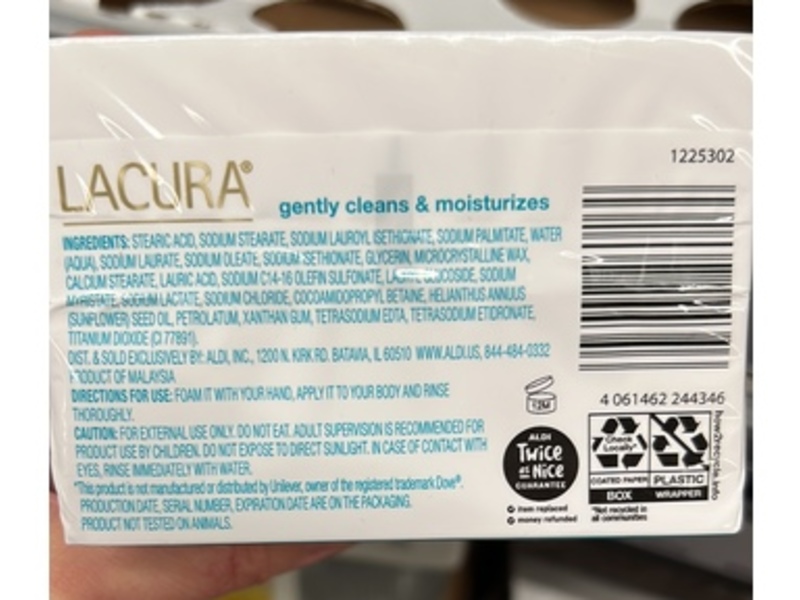 1225302
LACURA®
gently cleans & moisturizes
INGREDIENTS: STEARIC ACID, SODIUM STEARATE, SODIUM LAUROYL ISETHIONATE, SODIUM PALMITATE, WATER
(AQUA), SODIUM LAURATE, SODIUM OLEATE, SODIUM ISETHIONATE, GLYCERIN, MICROCRYSTALLINE WAX,
CALCIUM STEARATE, LAURIC ACID, SODIUM C14-16 OLEFIN SULFONATE, LAURYL GLUCOSIDE, SODIUM
MYRISTATE, SODIUM LACTATE, SODIUM CHLORIDE, COCOAMIDOPROPYL BETAINE, HELIANTHUS ANNUUS
(SUNFLOWER) SEED OIL, PETROLATUM, XANTHAN GUM, TETRASODIUM EDTA, TETRASODIUM ETIDRONATE,
TITANIUM DIOXIDE (CI 77891).
DIST. & SOLD EXCLUSIVELY BY: ALDI, INC., 1200 N. KIRK RD. BATAVIA, IL 60510 WWW.ALDI.US, 844-484-0332
PRODUCT OF MALAYSIA
DIRECTIONS FOR USE: FOAM IT WITH YOUR HAND, APPLY IT TO YOUR BODY AND RINSE
THOROUGHLY.
CAUTION: FOR EXTERNAL USE ONLY. DO NOT EAT. ADULT SUPERVISION IS RECOMMENDED FOR
PRODUCT USE BY CHILDREN. DO NOT EXPOSE TO DIRECT SUNLIGHT. IN CASE OF CONTACT WITH
EYES, RINSE IMMEDIATELY WITH WATER.
*This product is not manufactured or distributed by Unilever, owner of the registered trademark Dove®.
PRODUCTION DATE, SERIAL NUMBER, EXPIRATION DATE ARE ON THE PACKAGING.
PRODUCT NOT TESTED ON ANIMALS.
12M
ALDI
Twice
as Nice
GUARANTEE
item replaced
money refunded
4 061462 244346
Check
Locally*
COATED PAPER
BOX
PLASTIC
WRAPPER
*Not recycled in
all communities
how2recycle.info